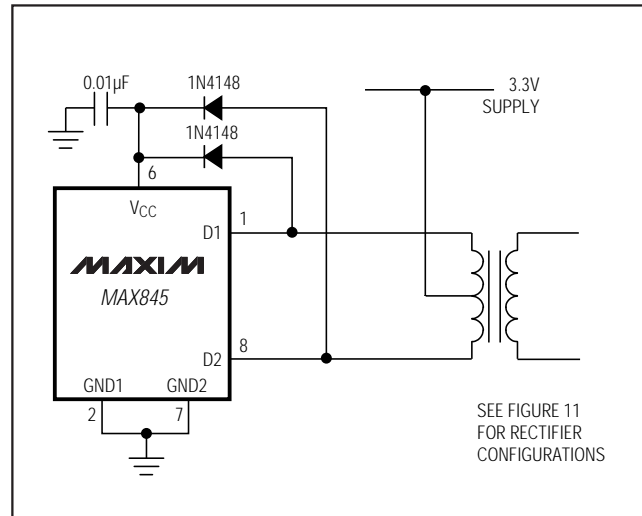 0.01µF
1N4148
3.3V
SUPPLY
1N4148
6
VCC
1
D1
MAXIM
MAX845
8
D2
GND1
GND2
2
7
SEE FIGURE 11
FOR RECTIFIER
CONFIGURATIONS